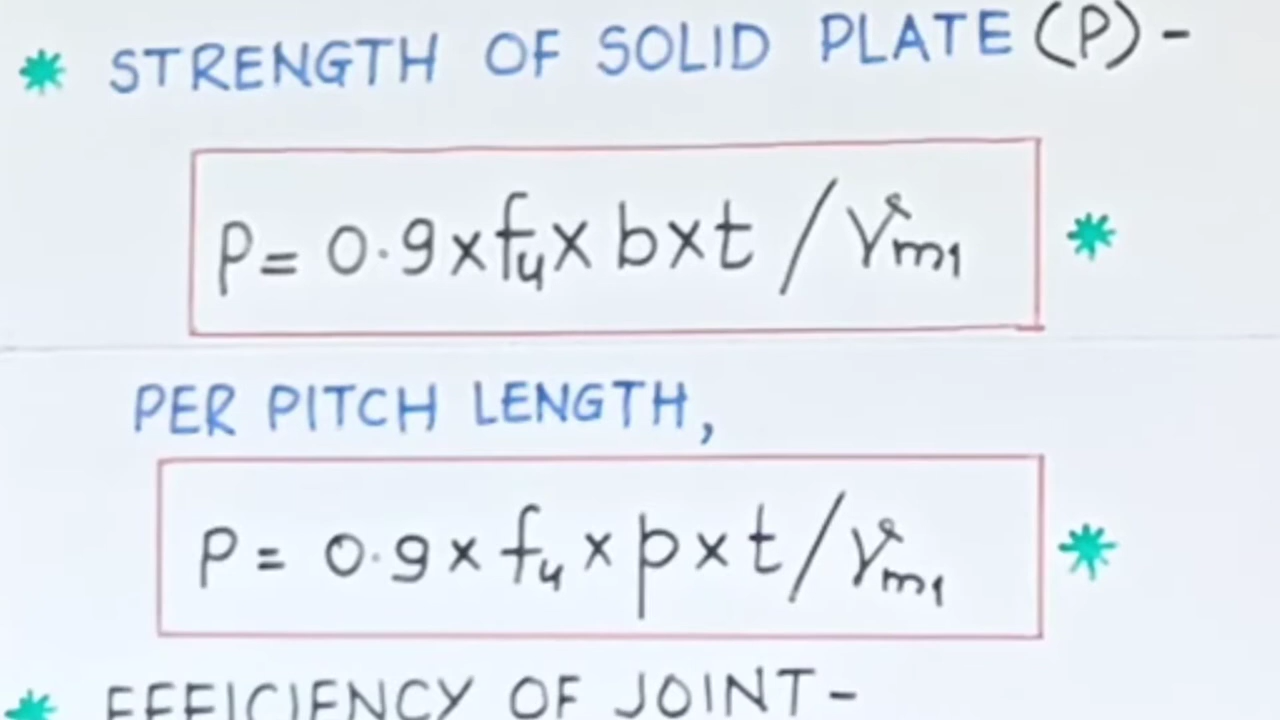 * STRENGTH OF SOLID PLATE (P) -
P = 0.9 x fu x b x t / γm1 *
PER PITCH LENGTH,
P = 0.9 x fu x p x t / γm1 *
* EFFICIENCY OF JOINT -